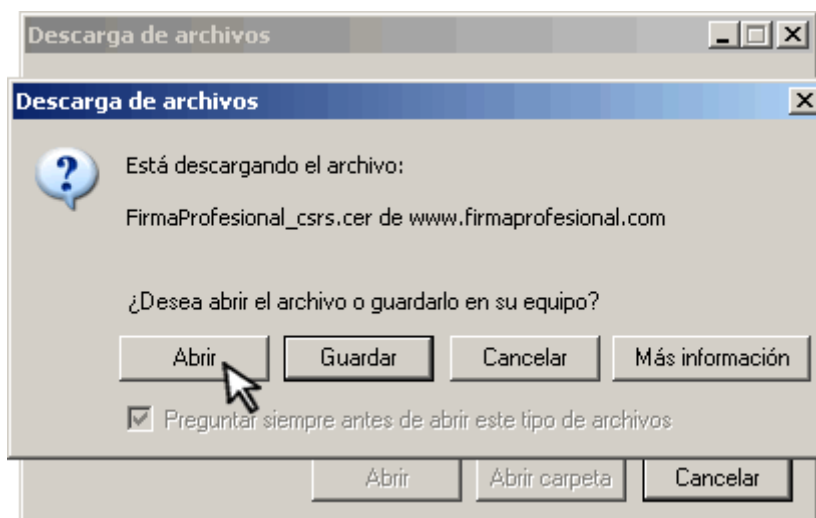 Descarga de archivos
Descarga de archivos
Está descargando el archivo:
FirmaProfesional_csrs.cer de www.firmaprofesional.com
¿Desea abrir el archivo o guardarlo en su equipo?
Abrir Guardar Cancelar Más información
Preguntar siempre antes de abrir este tipo de archivos
Abrir Abrir carpeta Cancelar